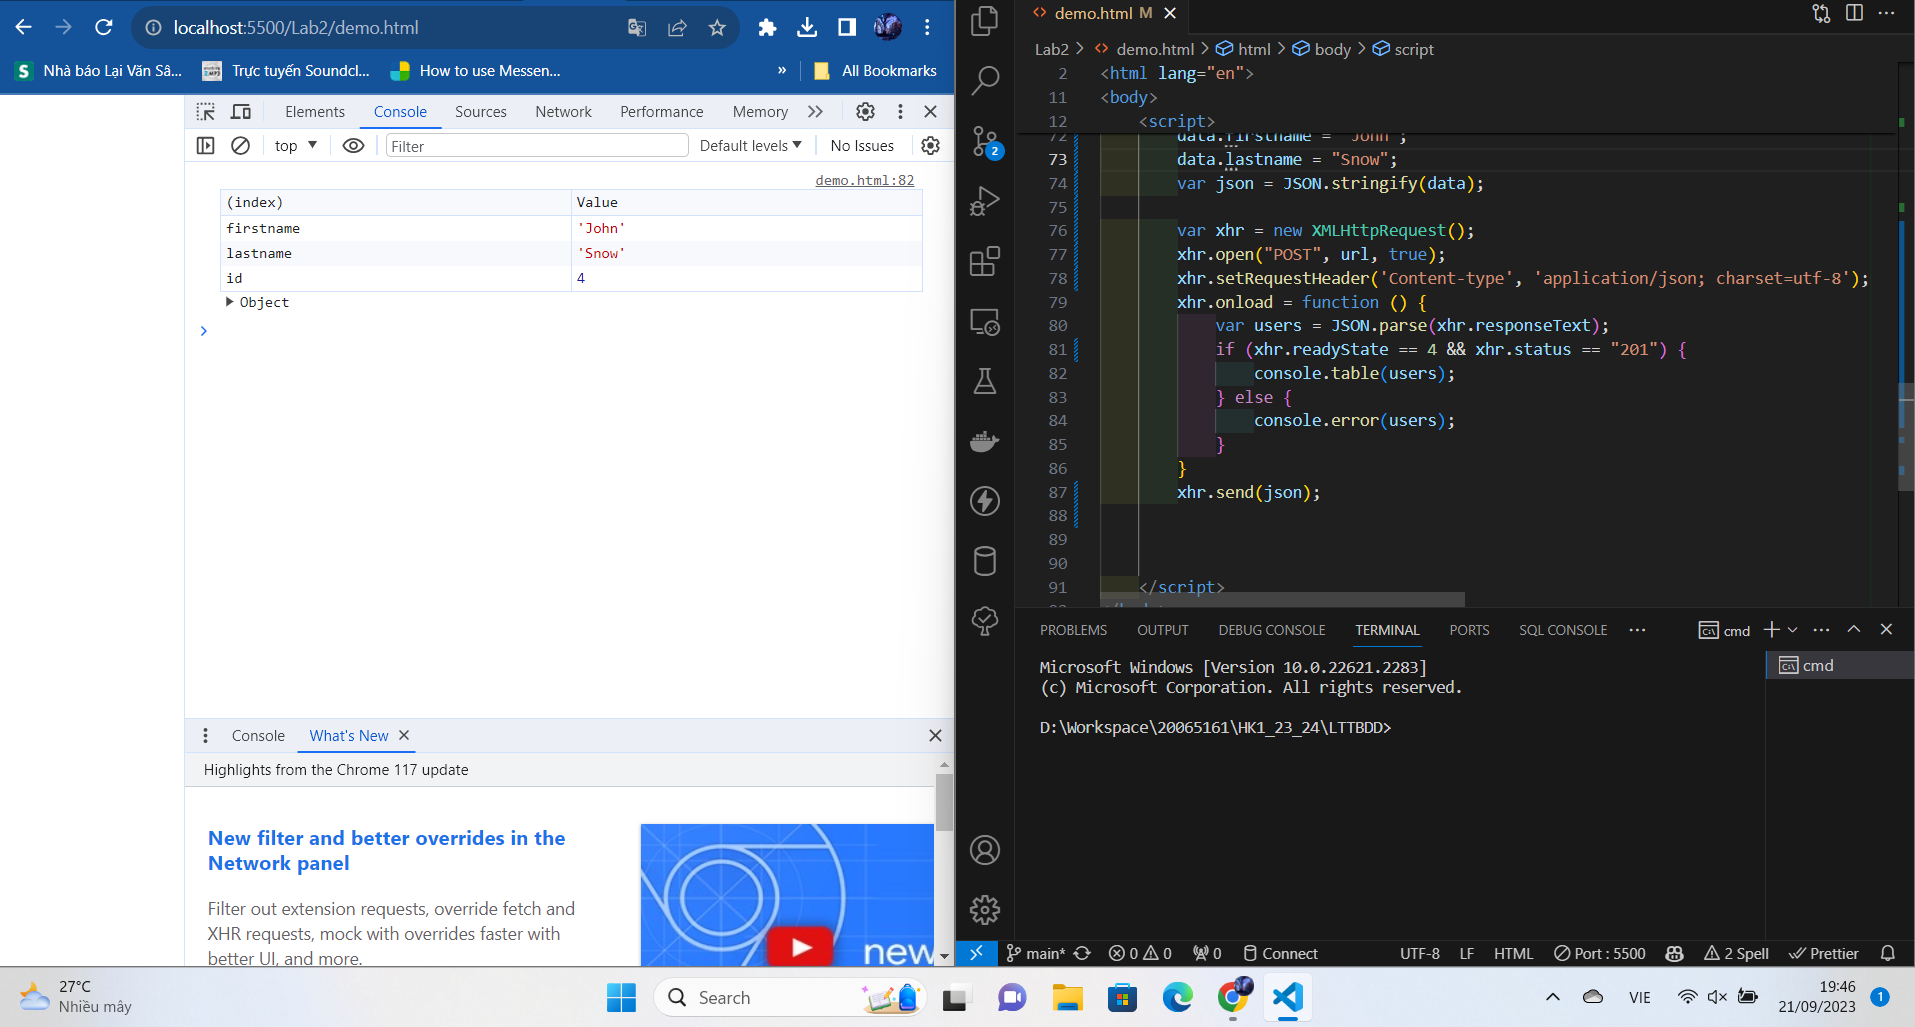 localhost:5500/Lab2/demo.html
Nhà báo Lại Văn Sâ...
Trực tuyến Soundcl...
How to use Messen...
»
All Bookmarks
Elements
Console
Sources
Network
Performance
Memory
top
Filter
Default levels
No Issues
demo.html:82
(index) Value
firstname 'John'
lastname 'Snow'
id 4
Object
Console
What's New
Highlights from the Chrome 117 update
New filter and better overrides in the
Network panel
Filter out extension requests, override fetch and
XHR requests, mock with overrides faster with
better UI, and more.
new
demo.html M
Lab2 > demo.html > html > body > script
2 <html lang="en">
11 <body>
12 <script>
72 data.firstname = "John";
73 data.lastname = "Snow";
74 var json = JSON.stringify(data);
75
76 var xhr = new XMLHttpRequest();
77 xhr.open("POST", url, true);
78 xhr.setRequestHeader('Content-type', 'application/json; charset=utf-8');
79 xhr.onload = function () {
80 var users = JSON.parse(xhr.responseText);
81 if (xhr.readyState == 4 && xhr.status == "201") {
82 console.table(users);
83 } else {
84 console.error(users);
85 }
86 }
87 xhr.send(json);
88
89
90
91 </script>
2
PROBLEMS
OUTPUT
DEBUG CONSOLE
TERMINAL
PORTS
SQL CONSOLE
cmd
Microsoft Windows [Version 10.0.22621.2283]
(c) Microsoft Corporation. All rights reserved.
D:\Workspace\20065161\HK1_23_24\LTTBDD>
cmd
main*
0 0
0
Connect
UTF-8
LF
HTML
Port : 5500
2 Spell
Prettier
27°C
Nhiều mây
Search
VIE
19:46
21/09/2023
1